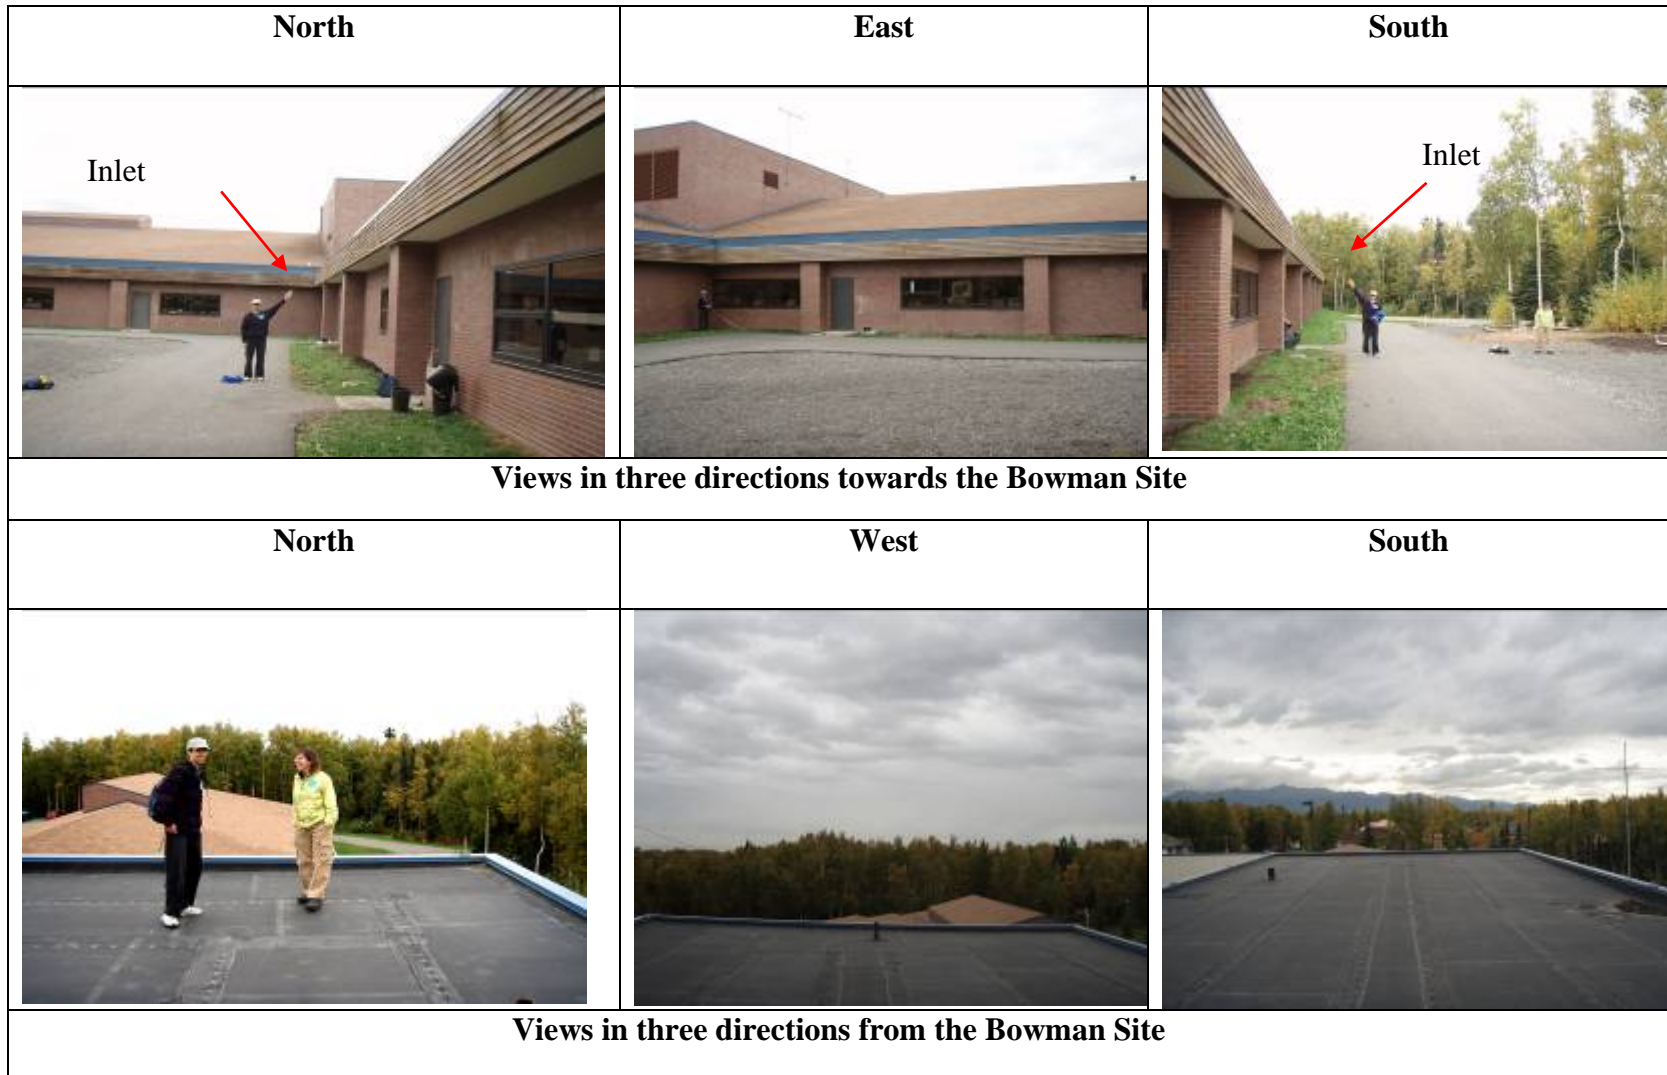 North
East
South
Inlet
Inlet
Views in three directions towards the Bowman Site
North
West
South
Views in three directions from the Bowman Site